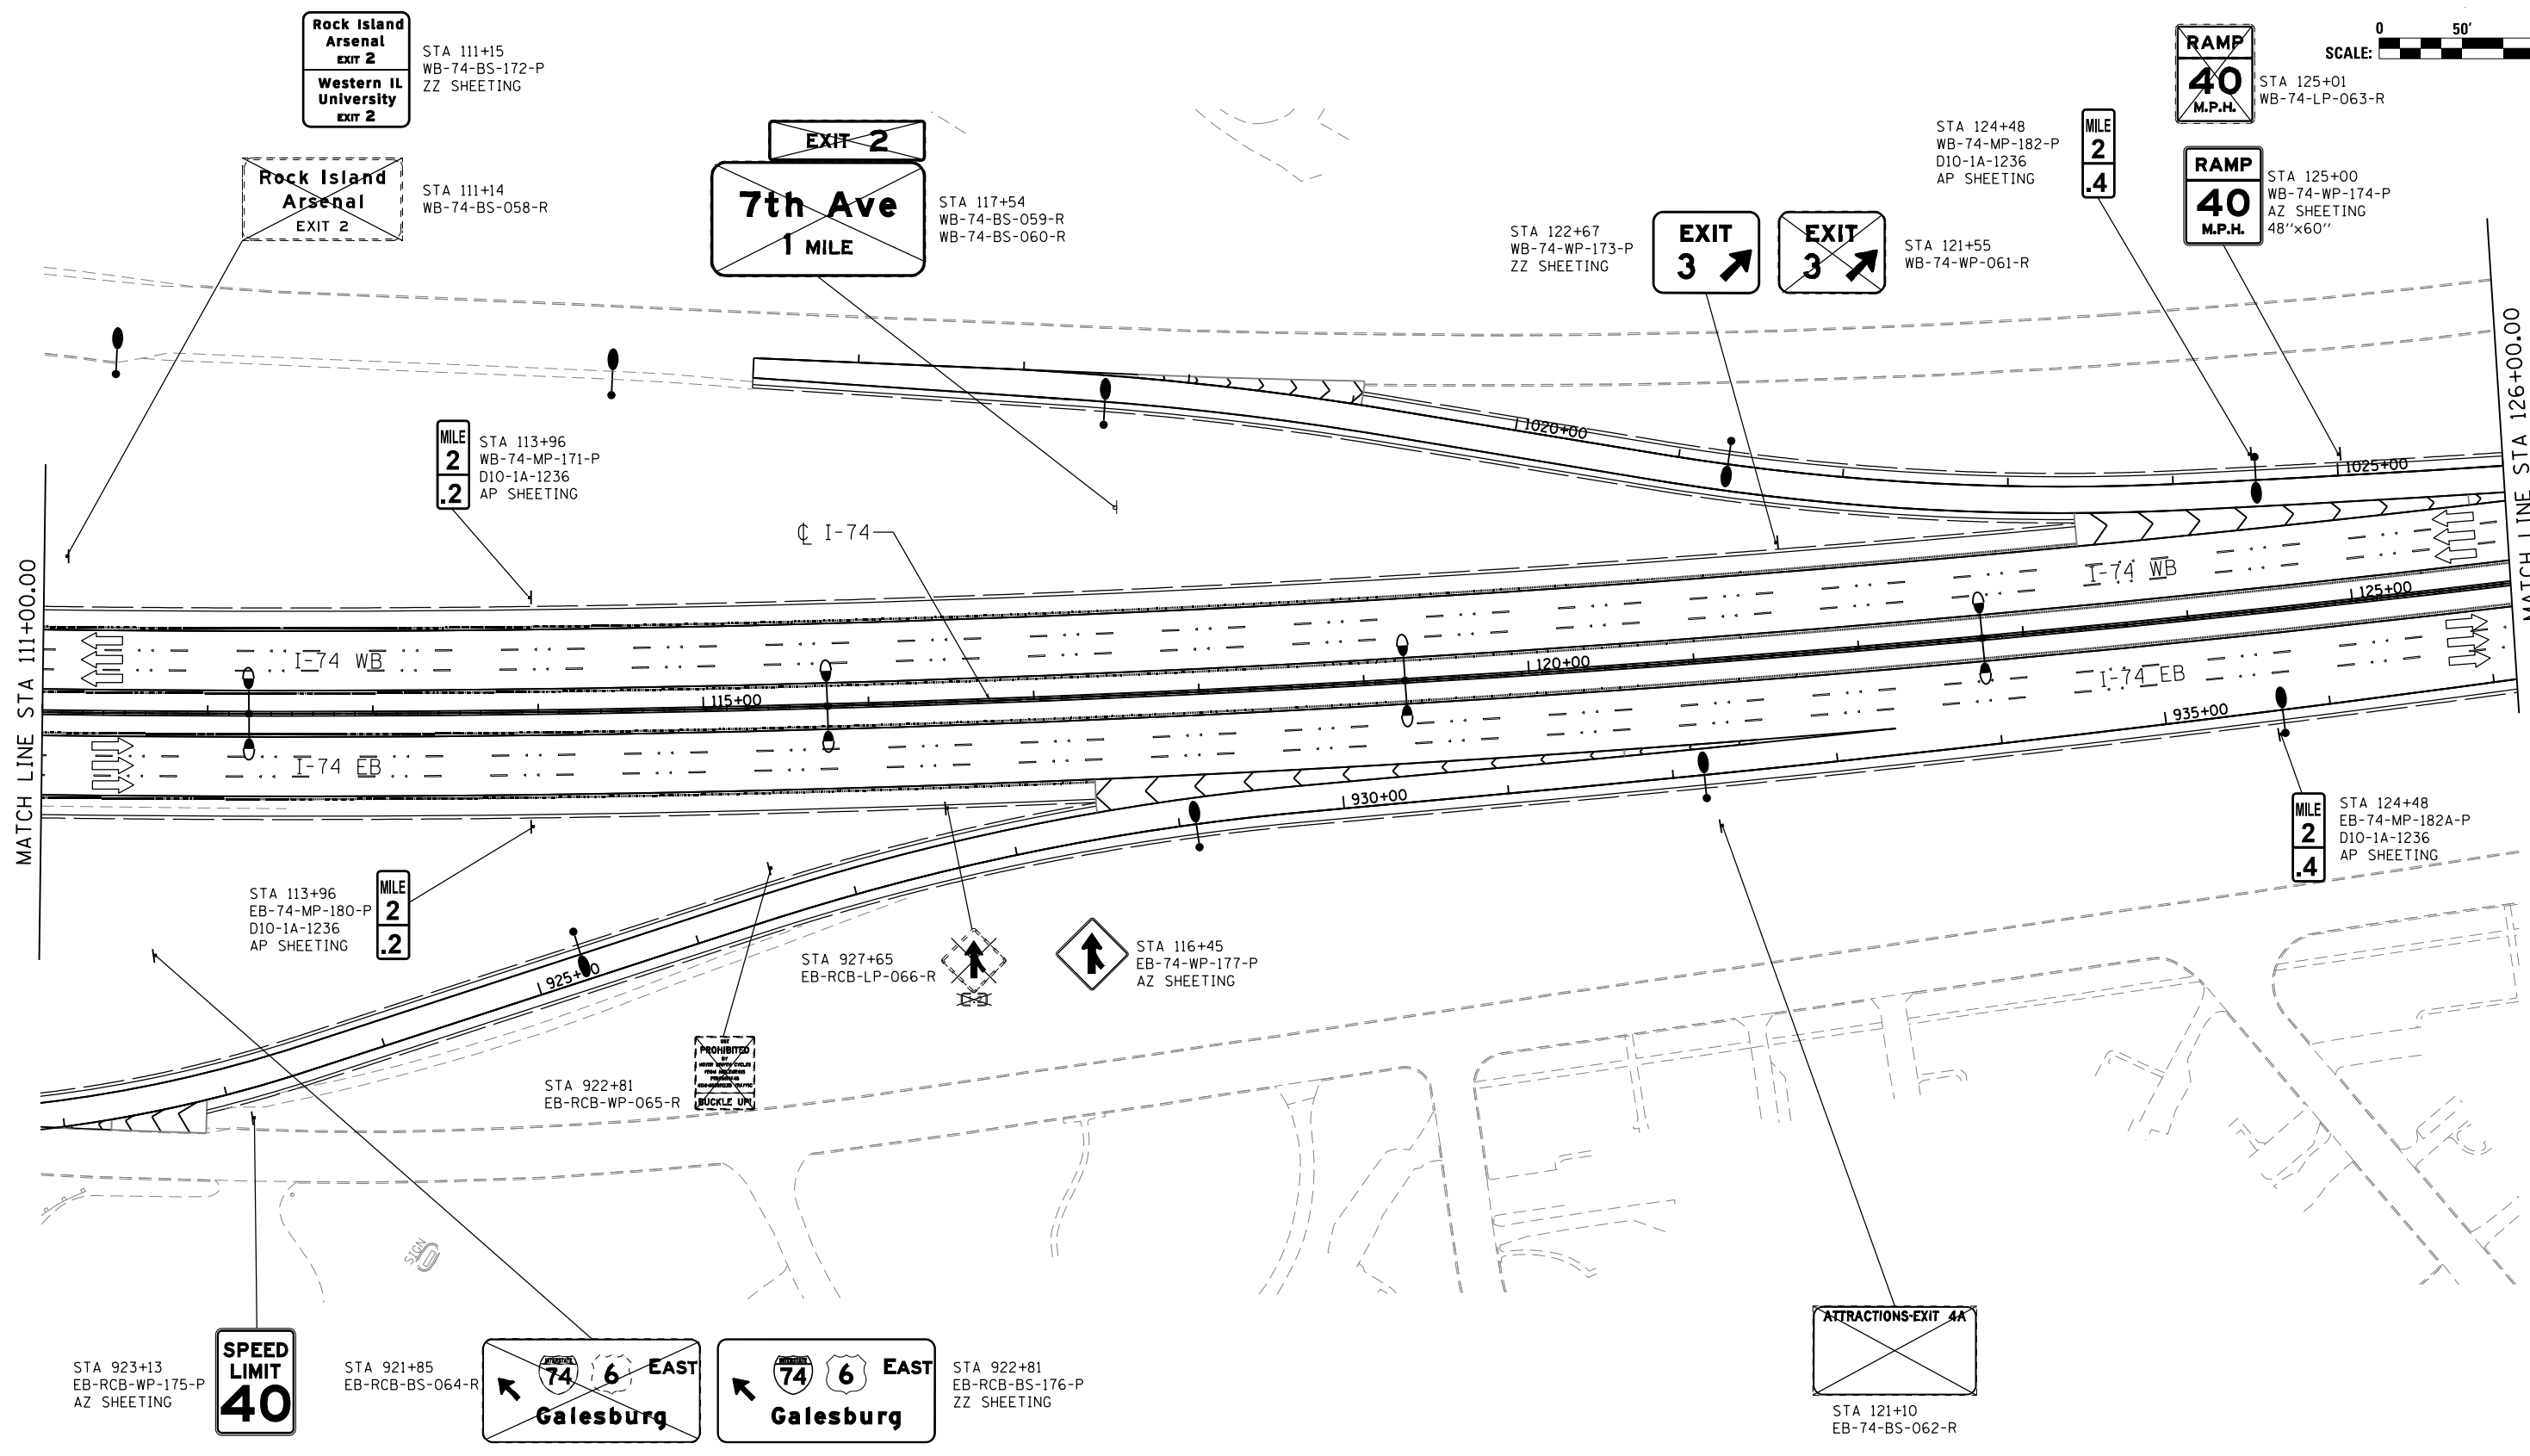 Rock Island
Arsenal
EXIT 2
Western IL
University
EXIT 2
STA 111+15
WB-74-BS-172-P
ZZ SHEETING
Rock Island
Arsenal
EXIT 2
STA 111+14
WB-74-BS-058-R
EXIT 2
7th Ave
1 MILE
STA 117+54
WB-74-BS-059-R
WB-74-BS-060-R
STA 122+67
WB-74-WP-173-P
ZZ SHEETING
EXIT
3
EXIT
3
STA 121+55
WB-74-WP-061-R
STA 124+48
WB-74-MP-182-P
D10-1A-1236
AP SHEETING
MILE
2
.4
RAMP
40
M.P.H.
STA 125+01
WB-74-LP-063-R
RAMP
40
M.P.H.
STA 125+00
WB-74-WP-174-P
AZ SHEETING
48''x60''
0 50'
SCALE:
MILE
2
.2
STA 113+96
WB-74-MP-171-P
D10-1A-1236
AP SHEETING
℄ I-74
1020+00
1025+00
MATCH LINE STA 111+00.00
MATCH LINE STA 126+00.00
I-74 WB
I-74 WB
115+00
120+00
125+00
I-74 EB
I-74 EB
925+00
930+00
935+00
STA 113+96
EB-74-MP-180-P
D10-1A-1236
AP SHEETING
MILE
2
.2
STA 927+65
EB-RCB-LP-066-R
STA 116+45
EB-74-WP-177-P
AZ SHEETING
MILE
2
.4
STA 124+48
EB-74-MP-182A-P
D10-1A-1236
AP SHEETING
STA 922+81
EB-RCB-WP-065-R
PROHIBITED
BUCKLE UP!
SIGN
STA 923+13
EB-RCB-WP-175-P
AZ SHEETING
SPEED
LIMIT
40
STA 921+85
EB-RCB-BS-064-R
INTERSTATE
74 6 EAST
Galesburg
INTERSTATE
74 6 EAST
Galesburg
STA 922+81
EB-RCB-BS-176-P
ZZ SHEETING
ATTRACTIONS-EXIT 4A
STA 121+10
EB-74-BS-062-R